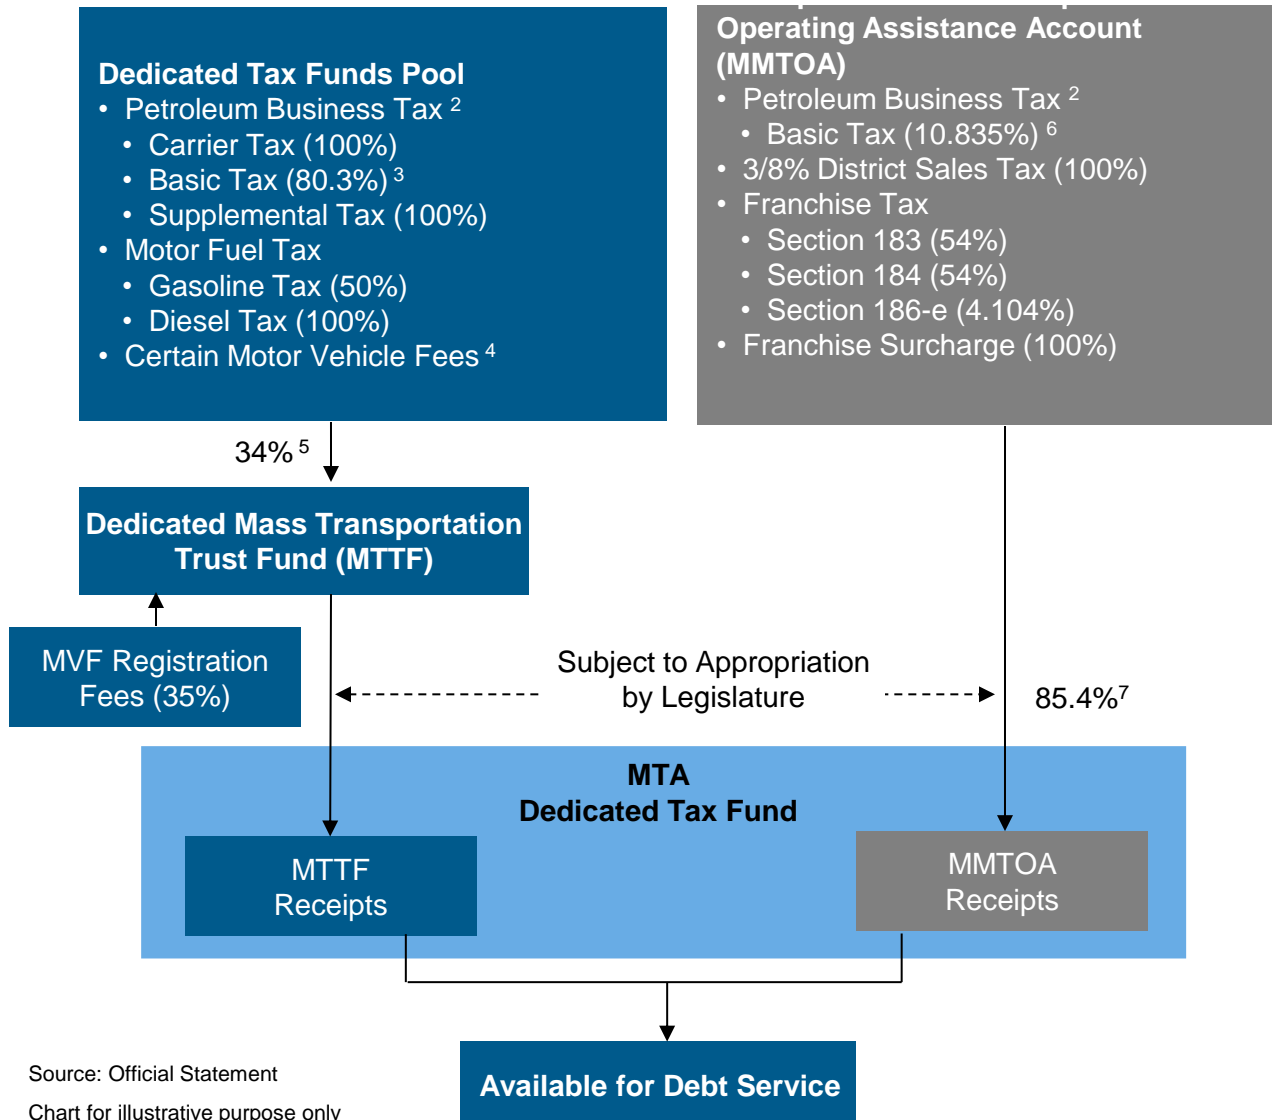 Dedicated Tax Funds Pool
• Petroleum Business Tax 2
• Carrier Tax (100%)
• Basic Tax (80.3%) 3
• Supplemental Tax (100%)
• Motor Fuel Tax
• Gasoline Tax (50%)
• Diesel Tax (100%)
• Certain Motor Vehicle Fees 4
Operating Assistance Account
(MMTOA)
• Petroleum Business Tax 2
• Basic Tax (10.835%) 6
• 3/8% District Sales Tax (100%)
• Franchise Tax
• Section 183 (54%)
• Section 184 (54%)
• Section 186-e (4.104%)
• Franchise Surcharge (100%)
34% 5
Dedicated Mass Transportation
Trust Fund (MTTF)
MVF Registration
Fees (35%)
Subject to Appropriation
by Legislature
85.4%7
MTA
Dedicated Tax Fund
MTTF
Receipts
MMTOA
Receipts
Available for Debt Service
Source: Official Statement
Chart for illustrative purpose only